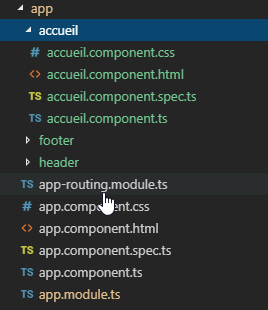 app
accueil
# accueil.component.css
<> accueil.component.html
TS accueil.component.spec.ts
TS accueil.component.ts
footer
header
TS app-routing.module.ts
# app.component.css
<> app.component.html
TS app.component.spec.ts
TS app.component.ts
TS app.module.ts